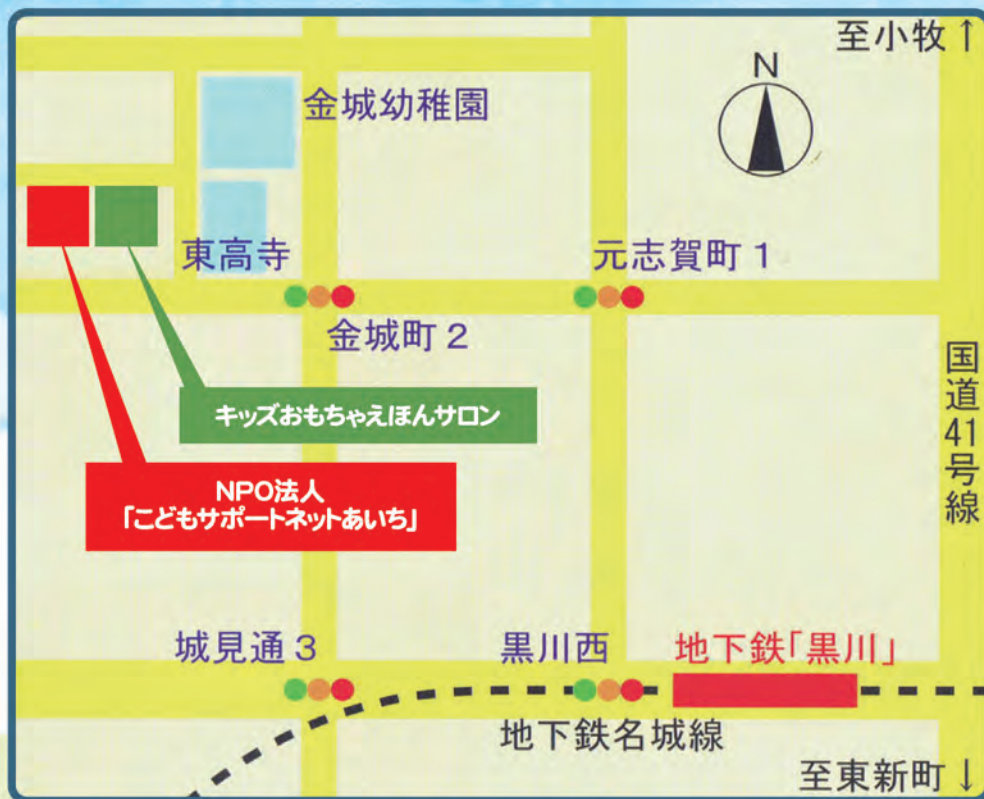 至小牧↑
N
金城幼稚園
東高寺
元志賀町1
金城町2
国道41号線
キッズおもちゃえほんサロン
NPO法人
「こどもサポートネットあいち」
城見通3
黒川西
地下鉄「黒川」
地下鉄名城線
至東新町↓